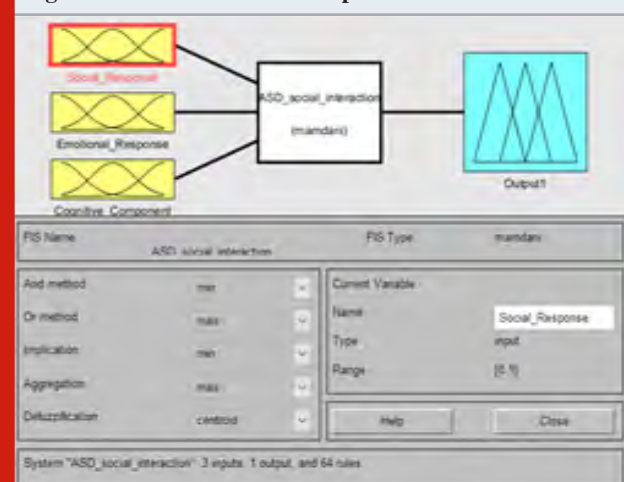 Social_Response
ASD_social_interaction
(mamdani)
Emotional_Response
Output1
Cognitive_Component
FIS Name
ASD_social_interaction
FIS Type
mamdani
And method
min
Or method
max
Implication
min
Aggregation
max
Defuzzification
centroid
Current Variable
Name
Social_Response
Type
input
Range
Help
Close
System "ASD_social_interaction": 3 inputs, 1 output, and 64 rules